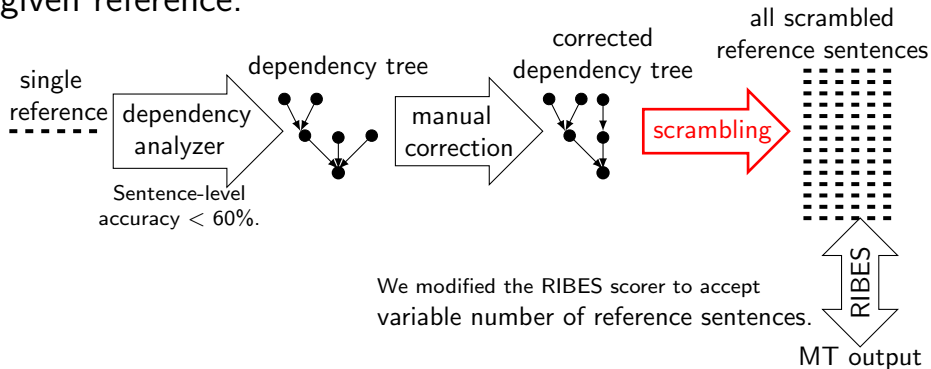 given reference.
single
reference
dependency
analyzer
Sentence-level
accuracy < 60%.
dependency tree
manual
correction
corrected
dependency tree
scrambling
all scrambled
reference sentences
RIBES
We modified the RIBES scorer to accept
variable number of reference sentences.
MT output